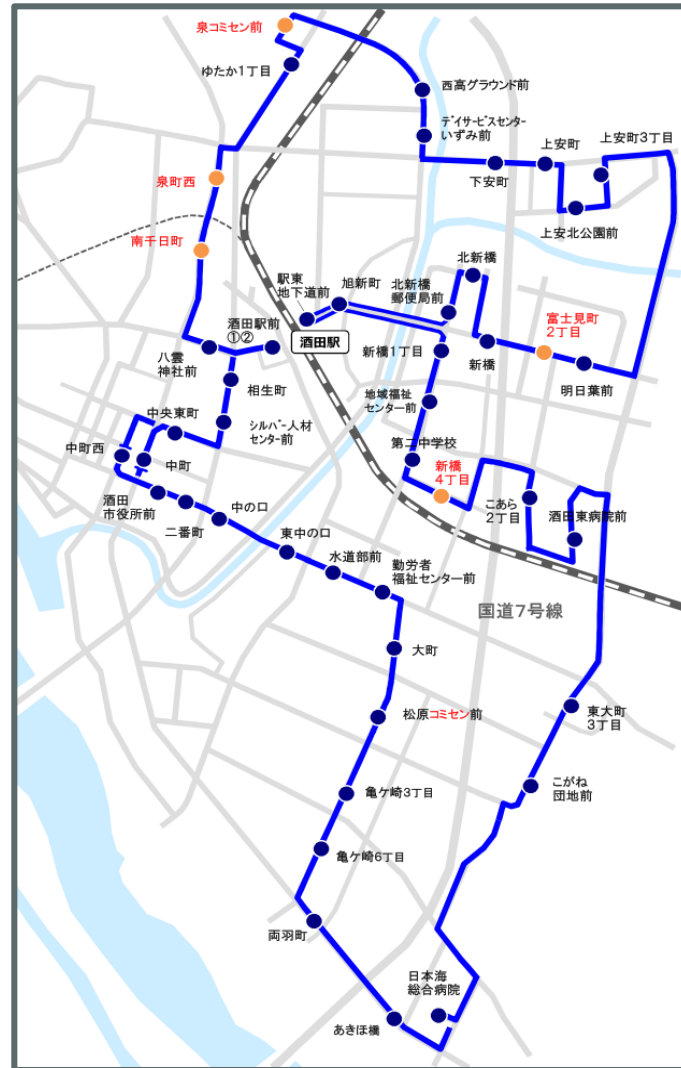 泉コミセン前
ゆたか1丁目
西高グラウンド前
デイサービスセンター
いずみ前
上安町
上安町3丁目
下安町
上安北公園前
泉町西
南千日町
北新橋
駅東
地下道前
旭新町
北新橋
郵便局前
酒田駅
富士見町
2丁目
酒田駅前
①②
八雲
神社前
新橋1丁目
新橋
明日葉前
相生町
地域福祉
センター前
中央東町
シルバー人材
センター前
中町西
中町
第二中学校
新橋
4丁目
酒田
市役所前
二番町
中の口
こあら
2丁目
酒田東病院前
東中の口
水道部前
勤労者
福祉センター前
国道7号線
大町
松原コミセン前
東大町
3丁目
亀ケ崎3丁目
こがね
団地前
亀ケ崎6丁目
両羽町
日本海
総合病院
あきほ橋